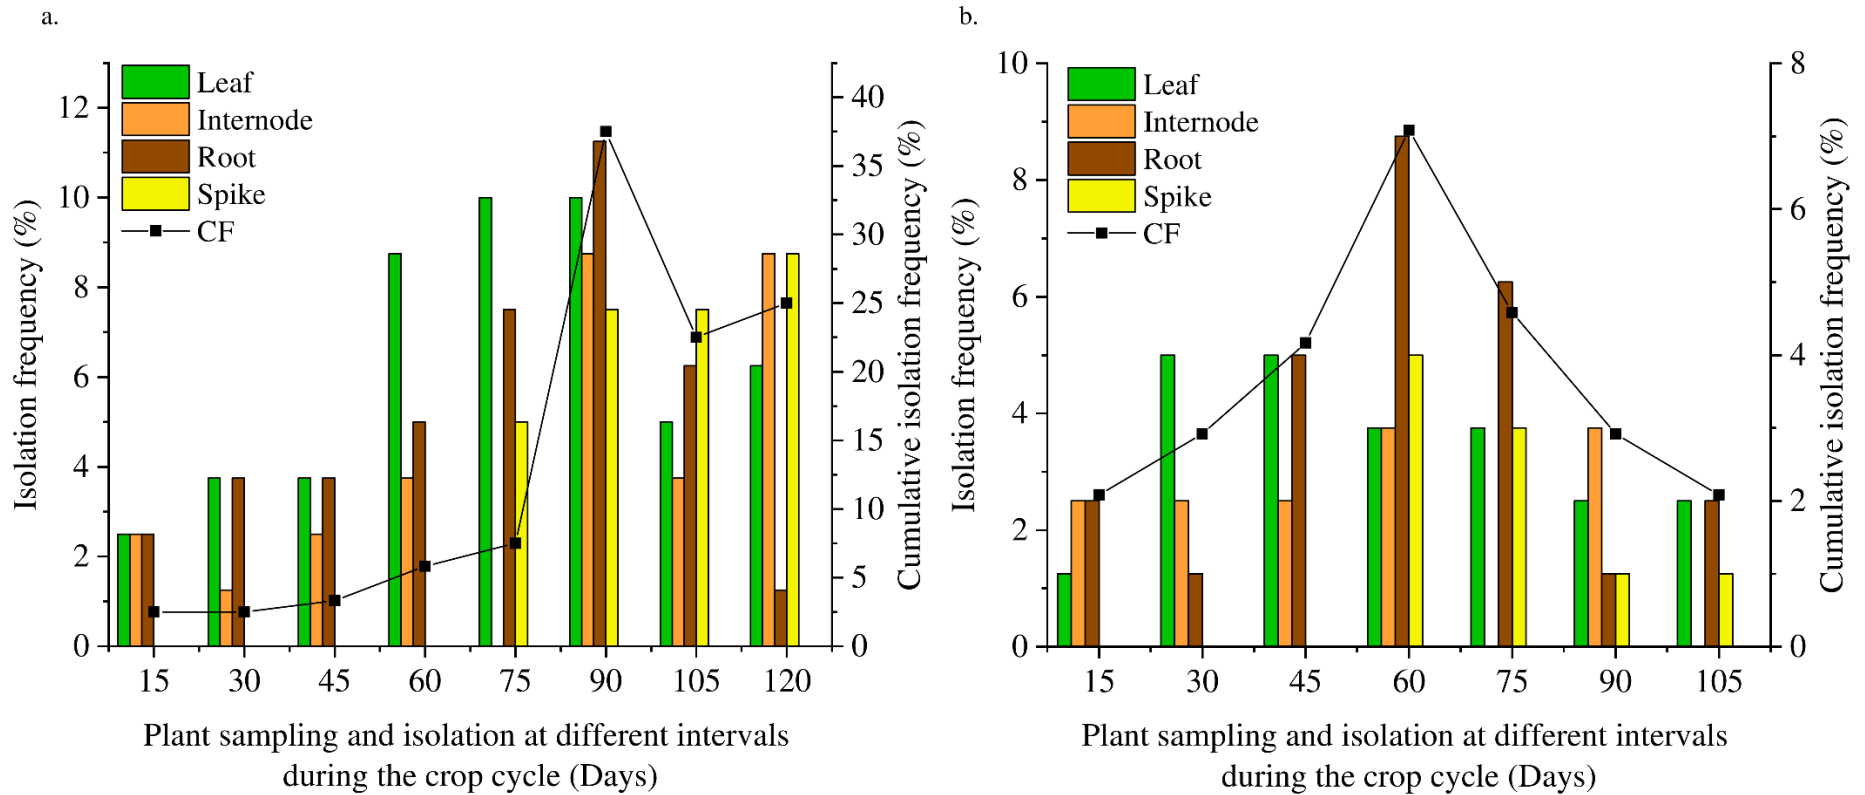 a.
Leaf
Internode
Root
Spike
CF
Isolation frequency (%)
0
2
4
6
8
10
12
Cumulative isolation frequency (%)
0
5
10
15
20
25
30
35
40
15 30 45 60 75 90 105 120
Plant sampling and isolation at different intervals
during the crop cycle (Days)
b.
Leaf
Internode
Root
Spike
CF
Isolation frequency (%)
0
2
4
6
8
10
Cumulative isolation frequency (%)
0
2
4
6
8
15 30 45 60 75 90 105
Plant sampling and isolation at different intervals
during the crop cycle (Days)